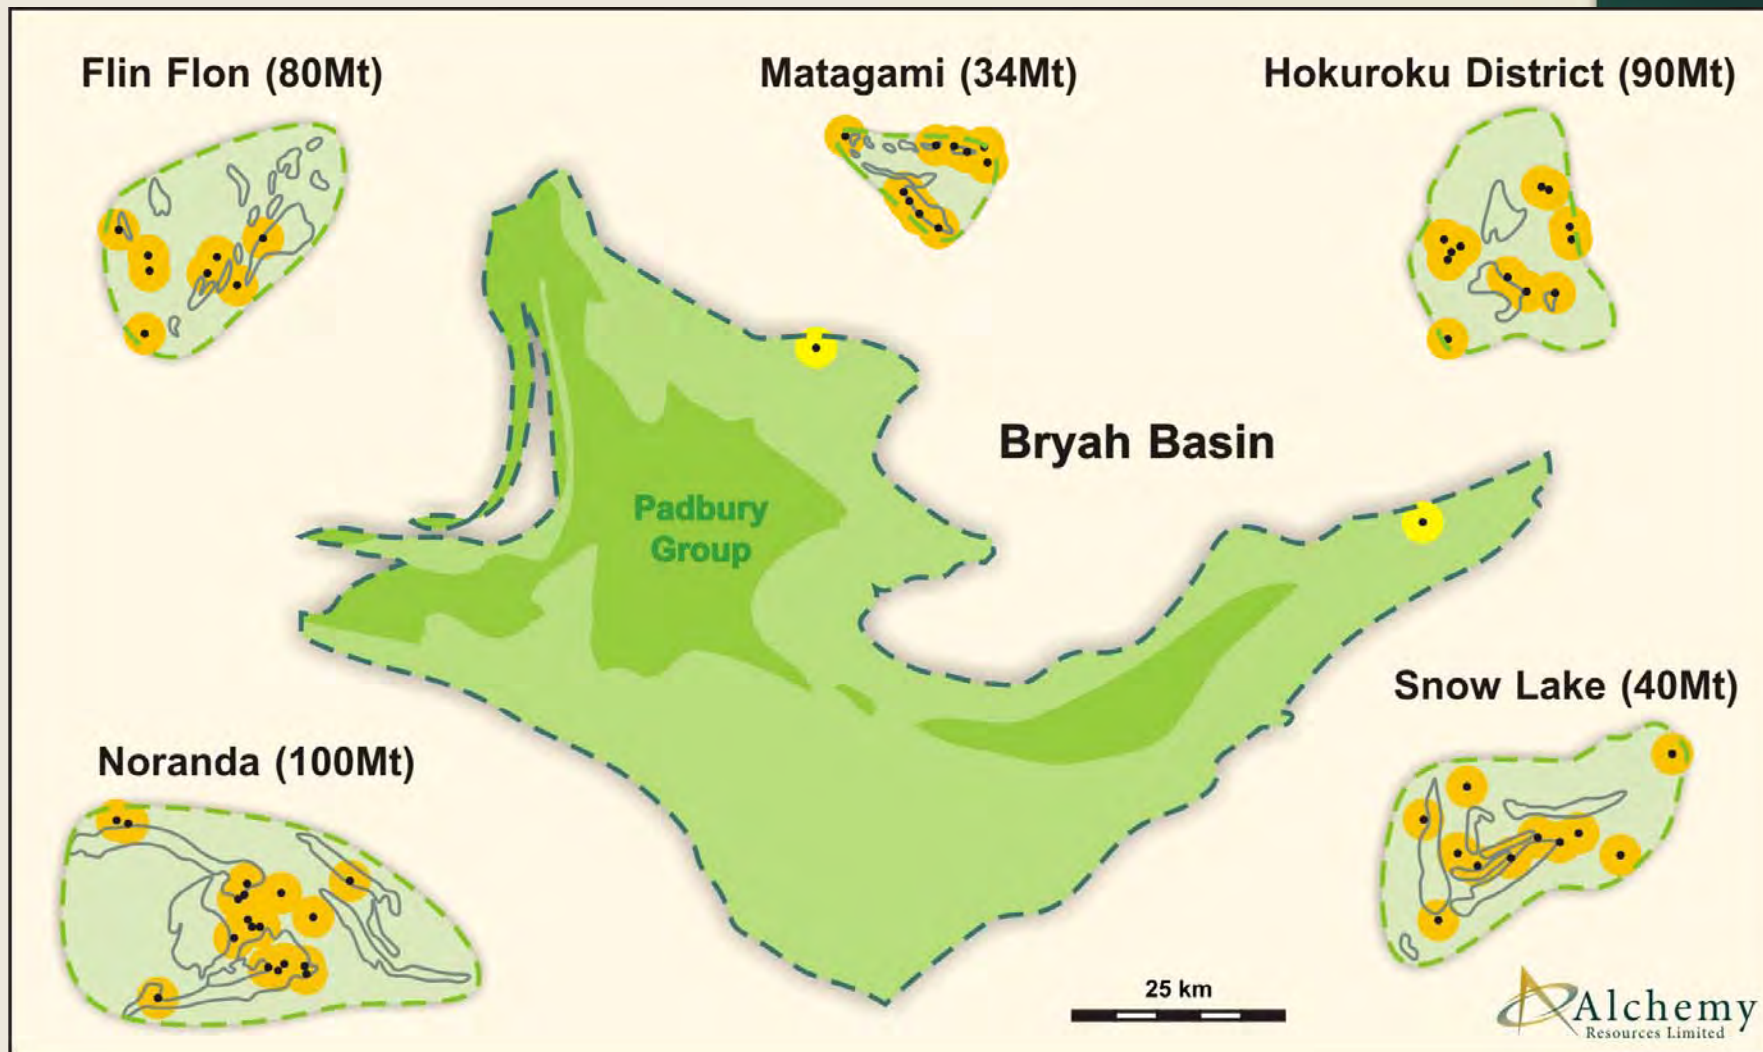 Flin Flon (80Mt)
Matagami (34Mt)
Hokuroku District (90Mt)
Bryah Basin
Padbury
Group
Snow Lake (40Mt)
Noranda (100Mt)
25 km
Alchemy
Resources Limited